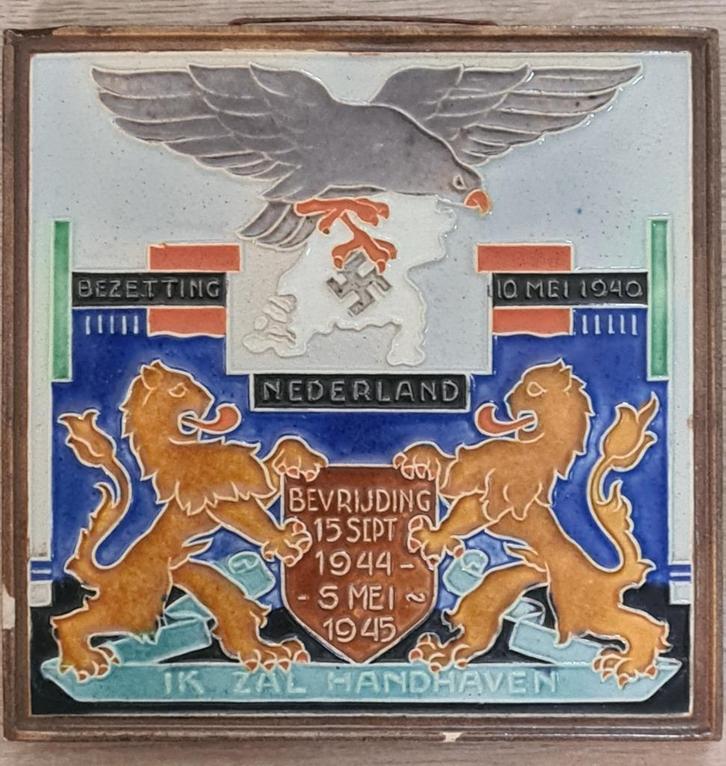 BEZETTING
10 MEI 1940
NEDERLAND
BEVRIJDING
15 SEPT
1944 -
- 5 MEI ~
1945
IK ZAL HANDHAVEN